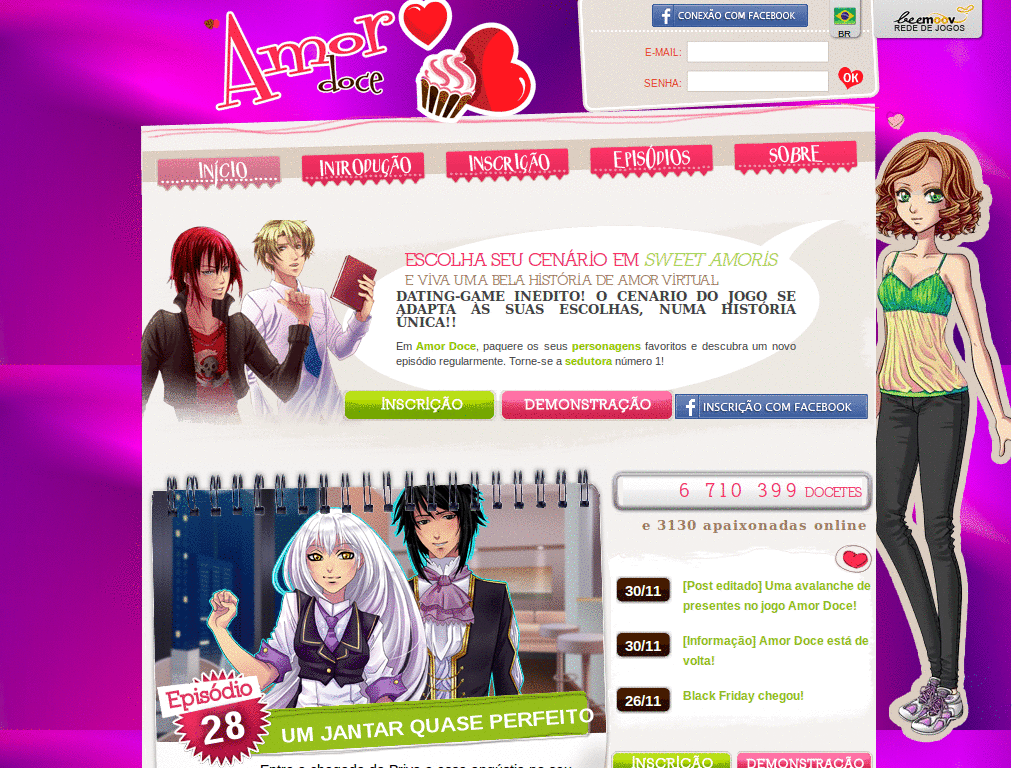 Amor
doce
CONEXÃO COM FACEBOOK
BR
beemoov
REDE DE JOGOS
E-MAIL:
SENHA:
OK
INÍCIO
INTRODUÇÃO
INSCRIÇÃO
EPISÓDIOS
SOBRE
ESCOLHA SEU CENÁRIO EM SWEET AMORIS
E VIVA UMA BELA HISTÓRIA DE AMOR VIRTUAL
DATING-GAME INÉDITO! O CENÁRIO DO JOGO SE
ADAPTA ÀS SUAS ESCOLHAS, NUMA HISTÓRIA
ÚNICA!!
Em Amor Doce, paquere os seus personagens favoritos e descubra um novo
episódio regularmente. Torne-se a sedutora número 1!
INSCRIÇÃO
DEMONSTRAÇÃO
INSCRIÇÃO COM FACEBOOK
6 710 399 DOCETES
e 3130 apaixonadas online
30/11
[Post editado] Uma avalanche de
presentes no jogo Amor Doce!
30/11
[Informação] Amor Doce está de
volta!
26/11
Black Friday chegou!
Episódio
28
UM JANTAR QUASE PERFEITO
INSCRIÇÃO
DEMONSTRAÇÃO